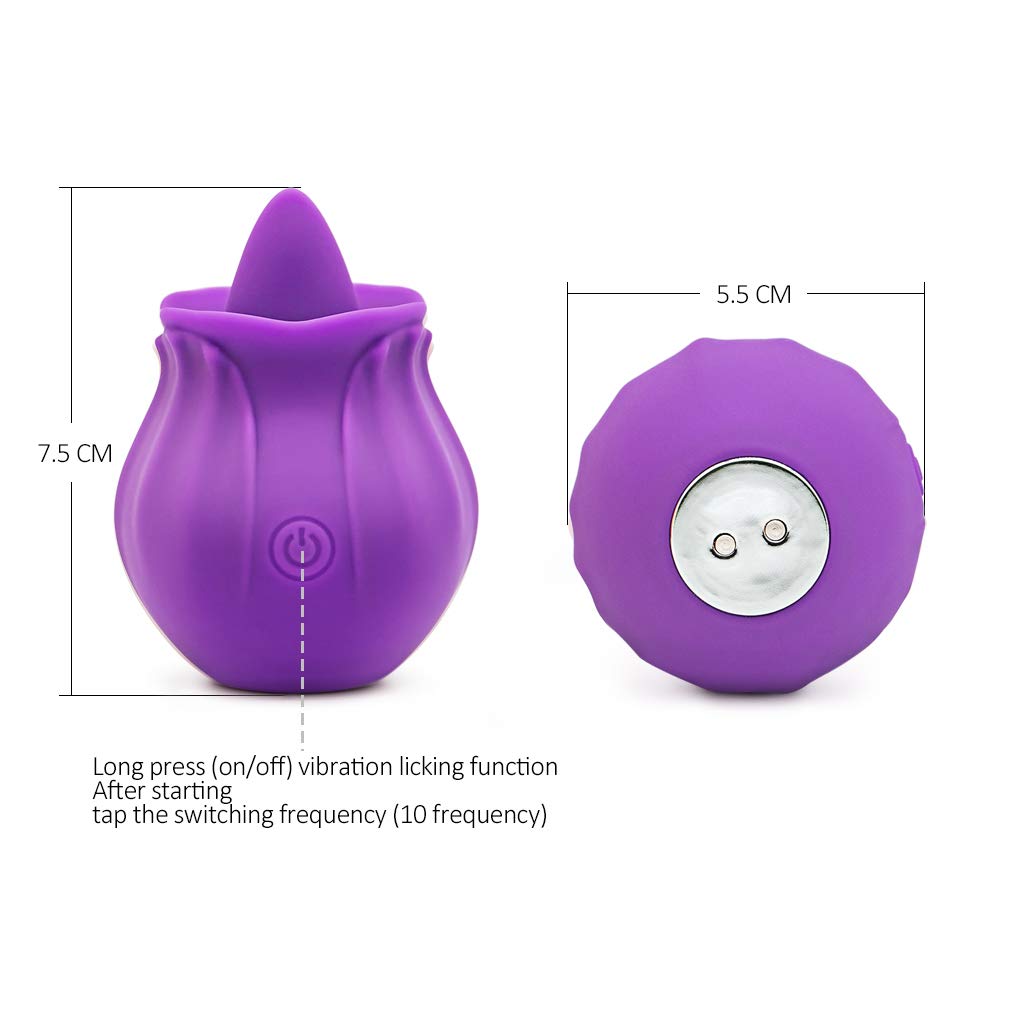 5.5 CM
7.5 CM
Long press (on/off) vibration licking function
After starting
tap the switching frequency (10 frequency)